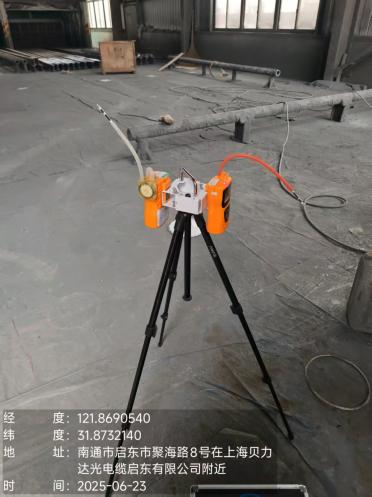 经 度：121.8690540
纬 度：31.8732140
地 址：南通市启东市聚海路8号在上海贝力
达光电缆启东有限公司附近
时 间：2025-06-23